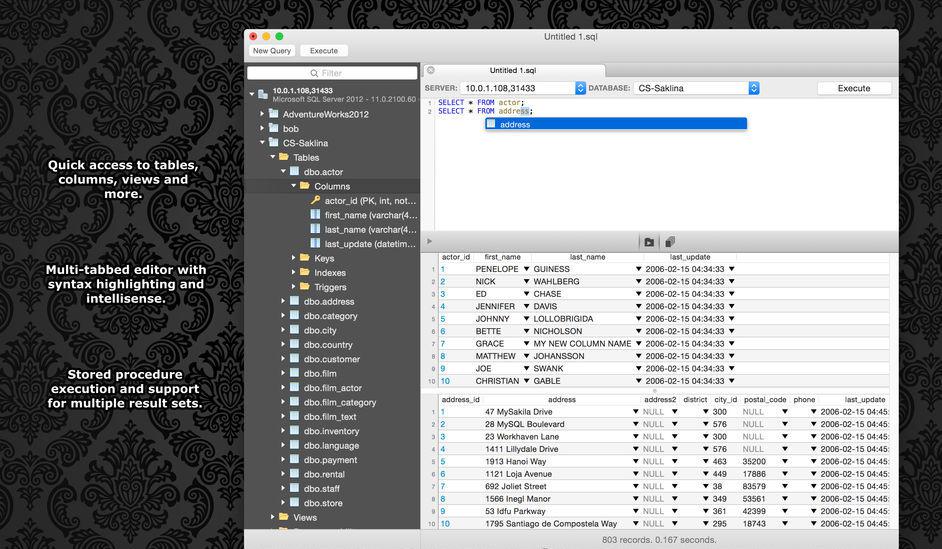 Untitled 1.sql
New Query
Execute
Filter
10.0.1.108,31433
Microsoft SQL Server 2012 - 11.0.2100.60
AdventureWorks2012
bob
CS-Saklina
Tables
dbo.actor
Columns
actor_id (PK, int, not...
first_name (varchar(4...
last_name (varchar(4...
last_update (datetim...
Keys
Indexes
Triggers
dbo.address
dbo.category
dbo.city
dbo.country
dbo.customer
dbo.film
dbo.film_actor
dbo.film_category
dbo.film_text
dbo.inventory
dbo.language
dbo.payment
dbo.rental
dbo.staff
dbo.store
Views
Quick access to tables,
columns, views and
more.
Multi-tabbed editor with
syntax highlighting and
intellisense.
Stored procedure
execution and support
for multiple result sets.
Untitled 1.sql
SERVER: 10.0.1.108,31433 DATABASE: CS-Saklina Execute
1 SELECT * FROM actor;
2 SELECT * FROM address;
address
actor_id first_name last_name last_update
1 1 PENELOPE GUINESS 2006-02-15 04:34:33
2 2 NICK WAHLBERG 2006-02-15 04:34:33
3 3 ED CHASE 2006-02-15 04:34:33
4 4 JENNIFER DAVIS 2006-02-15 04:34:33
5 5 JOHNNY LOLLOBRIGIDA 2006-02-15 04:34:33
6 6 BETTE NICHOLSON 2006-02-15 04:34:33
7 7 GRACE MY NEW COLUMN NAME 2006-02-15 04:34:33
8 8 MATTHEW JOHANSSON 2006-02-15 04:34:33
9 9 JOE SWANK 2006-02-15 04:34:33
10 10 CHRISTIAN GABLE 2006-02-15 04:34:33
address_id address address2 district city_id postal_code phone last_update
1 1 47 MySakila Drive NULL 300 NULL 2006-02-15 04:45:
2 2 28 MySQL Boulevard NULL 576 NULL 2006-02-15 04:45:
3 3 23 Workhaven Lane NULL 300 NULL 2006-02-15 04:45:
4 4 1411 Lillydale Drive NULL 576 NULL 2006-02-15 04:45:
5 5 1913 Hanoi Way NULL 463 35200 2006-02-15 04:45:
6 6 1121 Loja Avenue NULL 449 17886 2006-02-15 04:45:
7 7 692 Joliet Street NULL 38 83579 2006-02-15 04:45:
8 8 1566 Inegl Manor NULL 349 53561 2006-02-15 04:45:
9 9 53 Idfu Parkway NULL 361 42399 2006-02-15 04:45:
10 10 1795 Santiago de Compostela Way NULL 295 18743 2006-02-15 04:45:
803 records. 0.167 seconds.